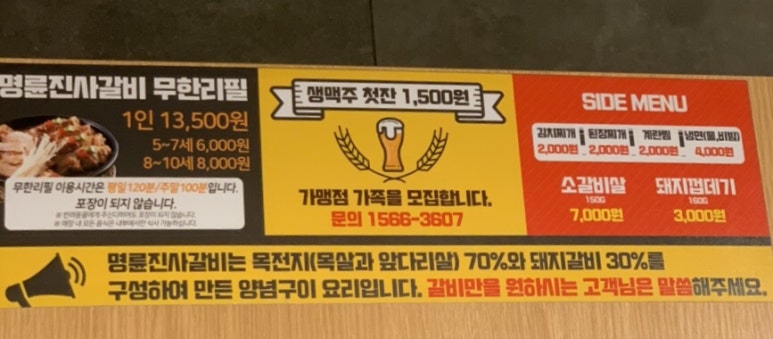 명륜진사갈비 무한리필
1인 13,500원
5~7세 6,000원
8~10세 8,000원
무한리필 이용시간은 평일120분/주말100분입니다.
포장이 되지 않습니다.
생맥주 첫잔 1,500원
가맹점 가족을 모집합니다.
문의 1566-3607
SIDE MENU
김치찌개 된장찌개 계란찜 냉면(물,비빔)
2,000원 2,000원 2,000원 4,000원
소갈비살 돼지껍데기
150G 160G
7,000원 3,000원
명륜진사갈비는 목전지(목살과 앞다리살) 70%와 돼지갈비 30%를
구성하여 만든 양념구이 요리입니다. 갈비만을 원하시는 고객님은 말씀해주세요.